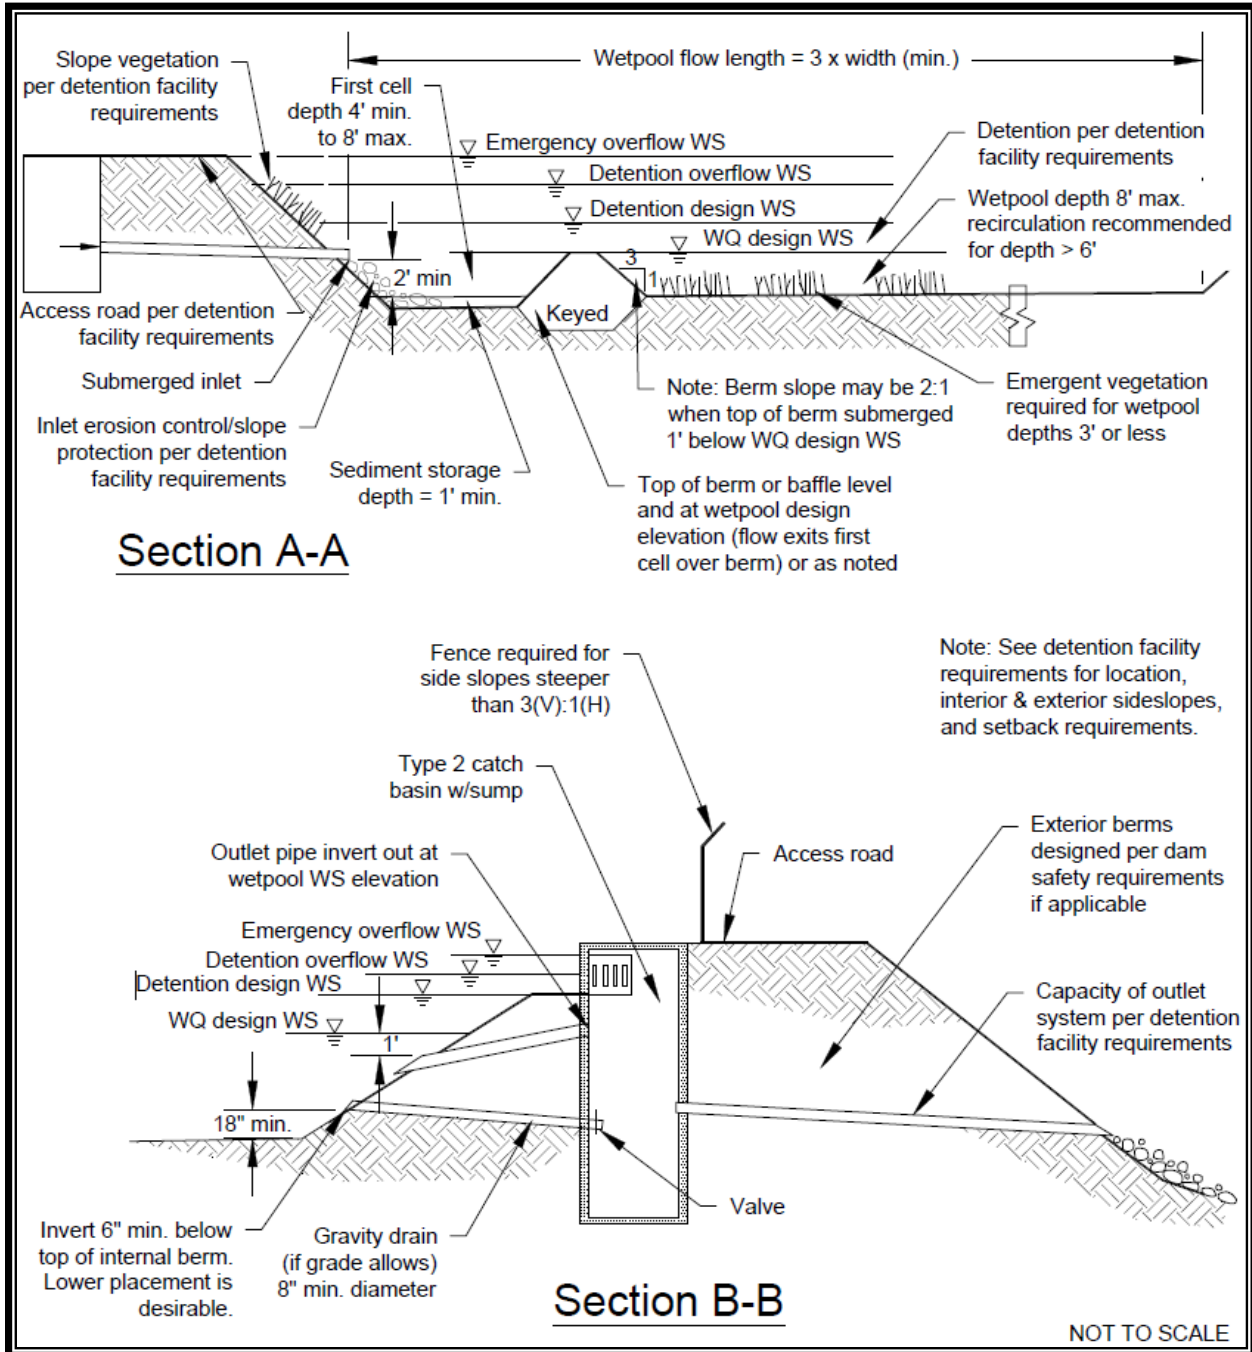 Slope vegetation
per detention facility
requirements
Wetpool flow length = 3 x width (min.)
First cell
depth 4' min.
to 8' max.
Emergency overflow WS
Detention overflow WS
Detention design WS
WQ design WS
Detention per detention
facility requirements
Wetpool depth 8' max.
recirculation recommended
for depth > 6'
3
1
2' min
Keyed
Access road per detention
facility requirements
Submerged inlet
Inlet erosion control/slope
protection per detention
facility requirements
Sediment storage
depth = 1' min.
Note: Berm slope may be 2:1
when top of berm submerged
1' below WQ design WS
Emergent vegetation
required for wetpool
depths 3' or less
Top of berm or baffle level
and at wetpool design
elevation (flow exits first
cell over berm) or as noted
Section A-A
Fence required for
side slopes steeper
than 3(V):1(H)
Note: See detention facility
requirements for location,
interior & exterior sideslopes,
and setback requirements.
Type 2 catch
basin w/sump
Outlet pipe invert out at
wetpool WS elevation
Access road
Exterior berms
designed per dam
safety requirements
if applicable
Emergency overflow WS
Detention overflow WS
Detention design WS
WQ design WS
1'
18" min.
Capacity of outlet
system per detention
facility requirements
Invert 6" min. below
top of internal berm.
Lower placement is
desirable.
Gravity drain
(if grade allows)
8" min. diameter
Valve
Section B-B
NOT TO SCALE